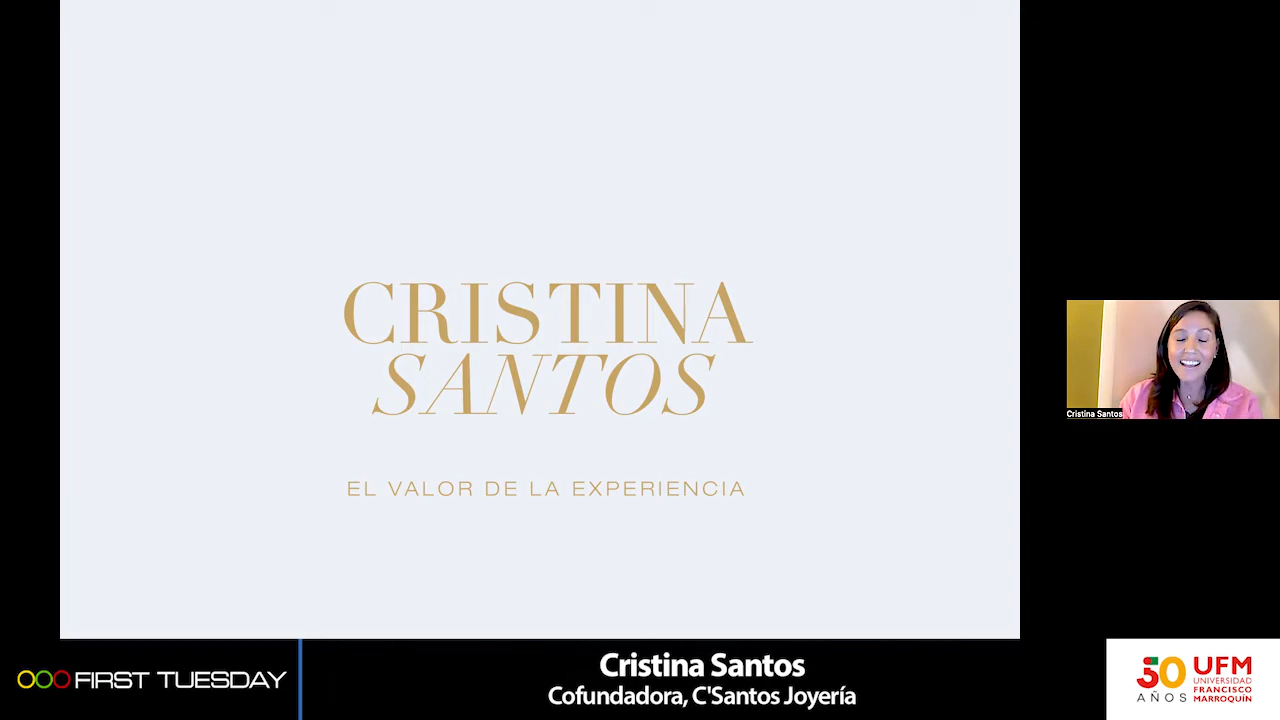 CRISTINA
SANTOS
EL VALOR DE LA EXPERIENCIA
Cristina Santos
FIRST TUESDAY
Cristina Santos
Cofundadora, C'Santos Joyería
50
AÑOS
UFM
UNIVERSIDAD
FRANCISCO
MARROQUÍN